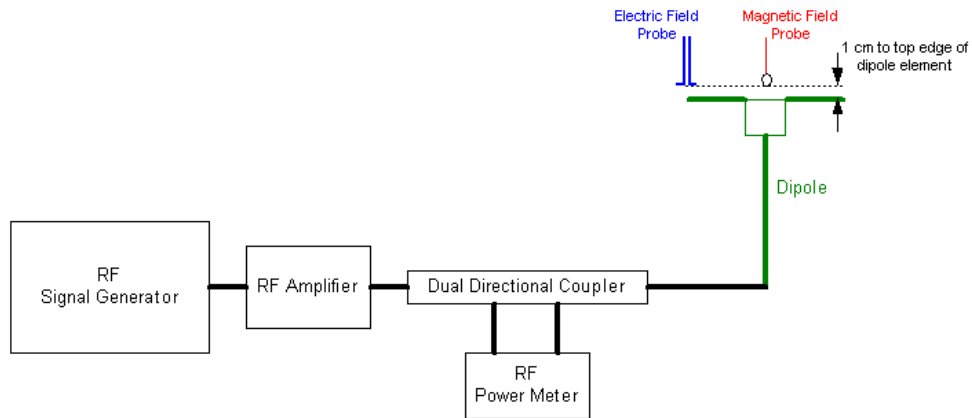 Electric Field
Probe
Magnetic Field
Probe
1 cm to top edge of
dipole element
Dipole
RF
Signal Generator
RF Amplifier
Dual Directional Coupler
RF
Power Meter